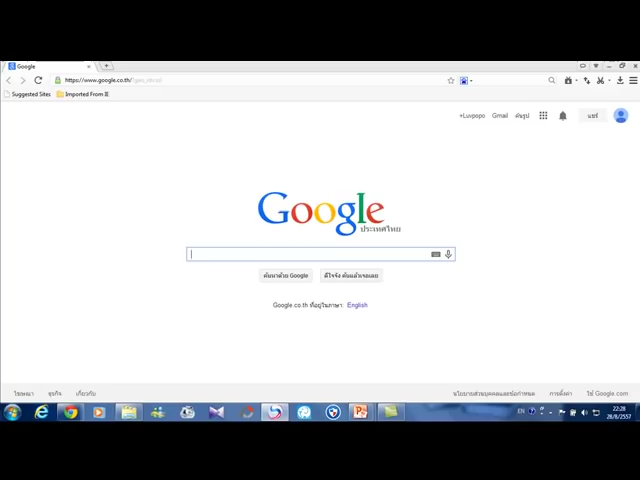 Google
https://www.google.co.th
Suggested Sites Imported From IE
+Luvpopo Gmail ค้นรูป แชร์
Google
ประเทศไทย
ค้นหาด้วย Google ดีใจจัง ค้นแล้วเจอเลย
Google.co.th ที่อยู่ในภาษา: English
โฆษณา ธุรกิจ เกี่ยวกับ นโยบายส่วนบุคคลและข้อกำหนด การตั้งค่า ใช้ Google.com
EN 22:28
28/8/2557